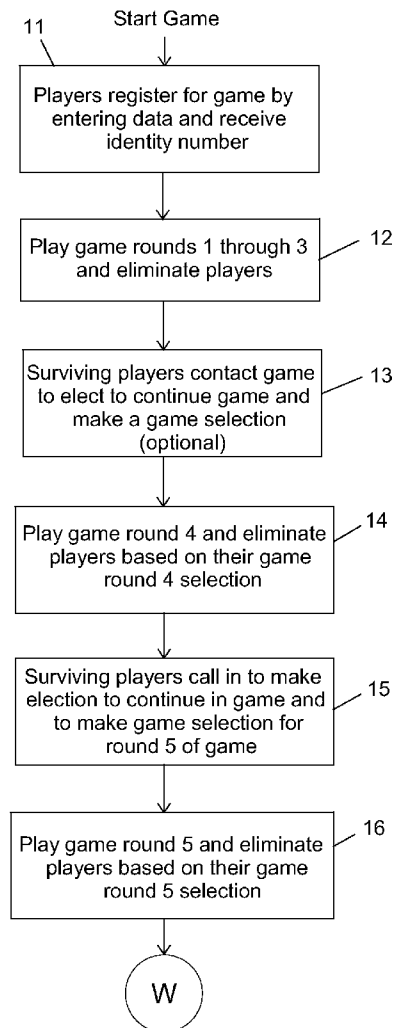 Start Game
11
Players register for game by
entering data and receive
identity number
Play game rounds 1 through 3
and eliminate players
12
Surviving players contact game
to elect to continue game and
make a game selection
(optional)
13
Play game round 4 and eliminate
players based on their game
round 4 selection
14
Surviving players call in to make
election to continue in game and
to make game selection for
round 5 of game
15
Play game round 5 and eliminate
players based on their game
round 5 selection
16
W